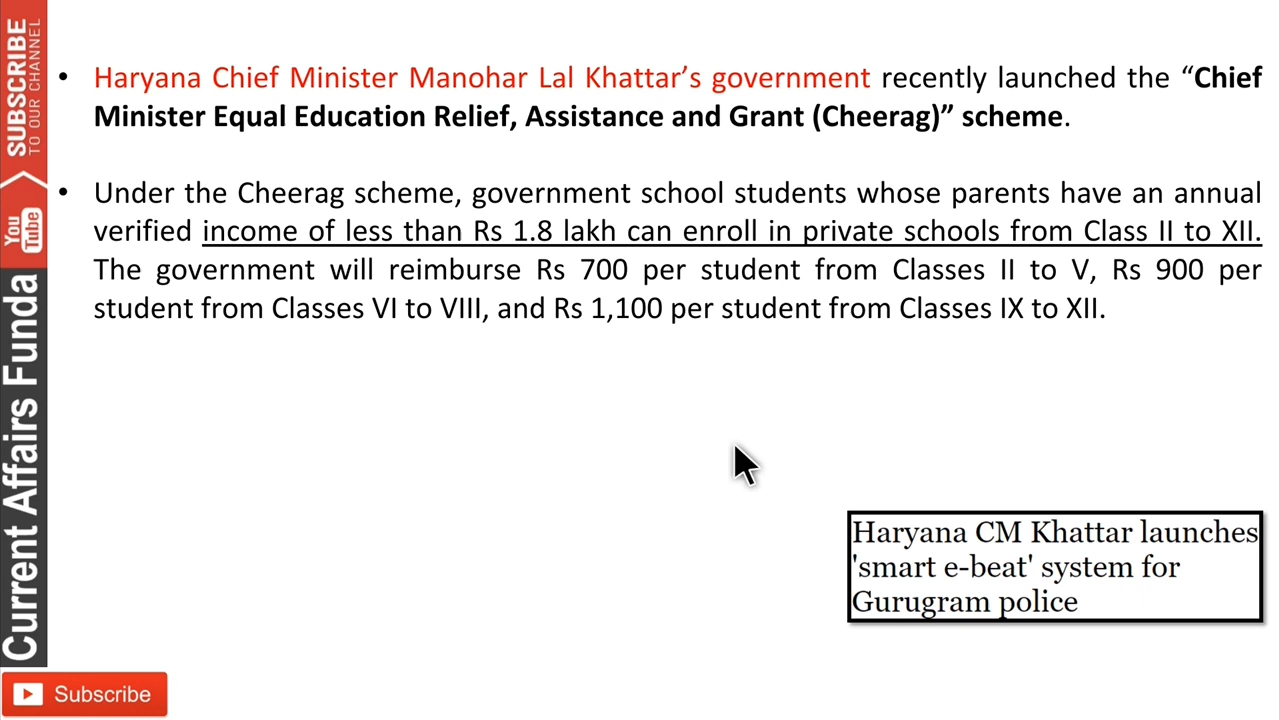 SUBSCRIBE
TO OUR CHANNEL
You
Tube
Current Affairs Funda
• Haryana Chief Minister Manohar Lal Khattar’s government recently launched the “Chief
Minister Equal Education Relief, Assistance and Grant (Cheerag)” scheme.
• Under the Cheerag scheme, government school students whose parents have an annual
verified income of less than Rs 1.8 lakh can enroll in private schools from Class II to XII.
The government will reimburse Rs 700 per student from Classes II to V, Rs 900 per
student from Classes VI to VIII, and Rs 1,100 per student from Classes IX to XII.
Haryana CM Khattar launches
'smart e-beat' system for
Gurugram police
Subscribe